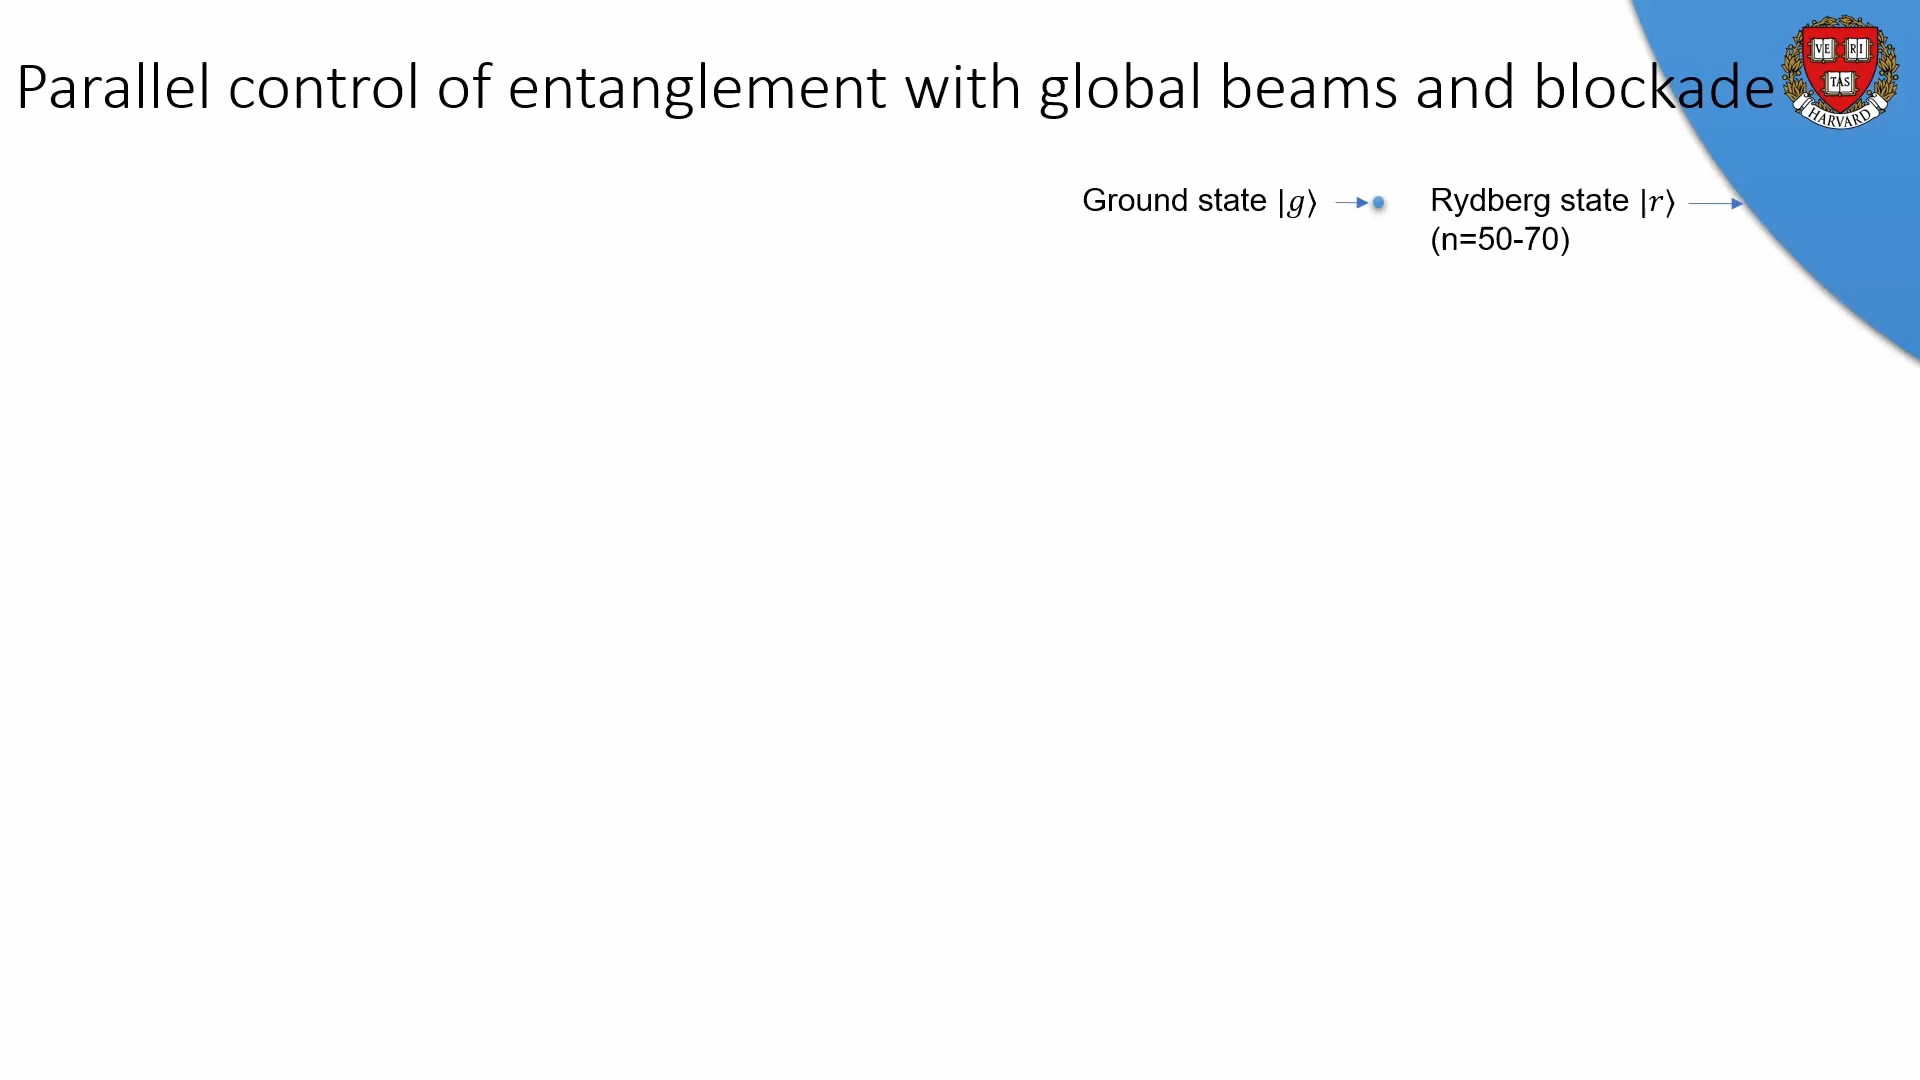 Parallel control of entanglement with global beams and blockade
VE RI
TAS
HARVARD
Ground state |g⟩
Rydberg state |r⟩
(n=50-70)